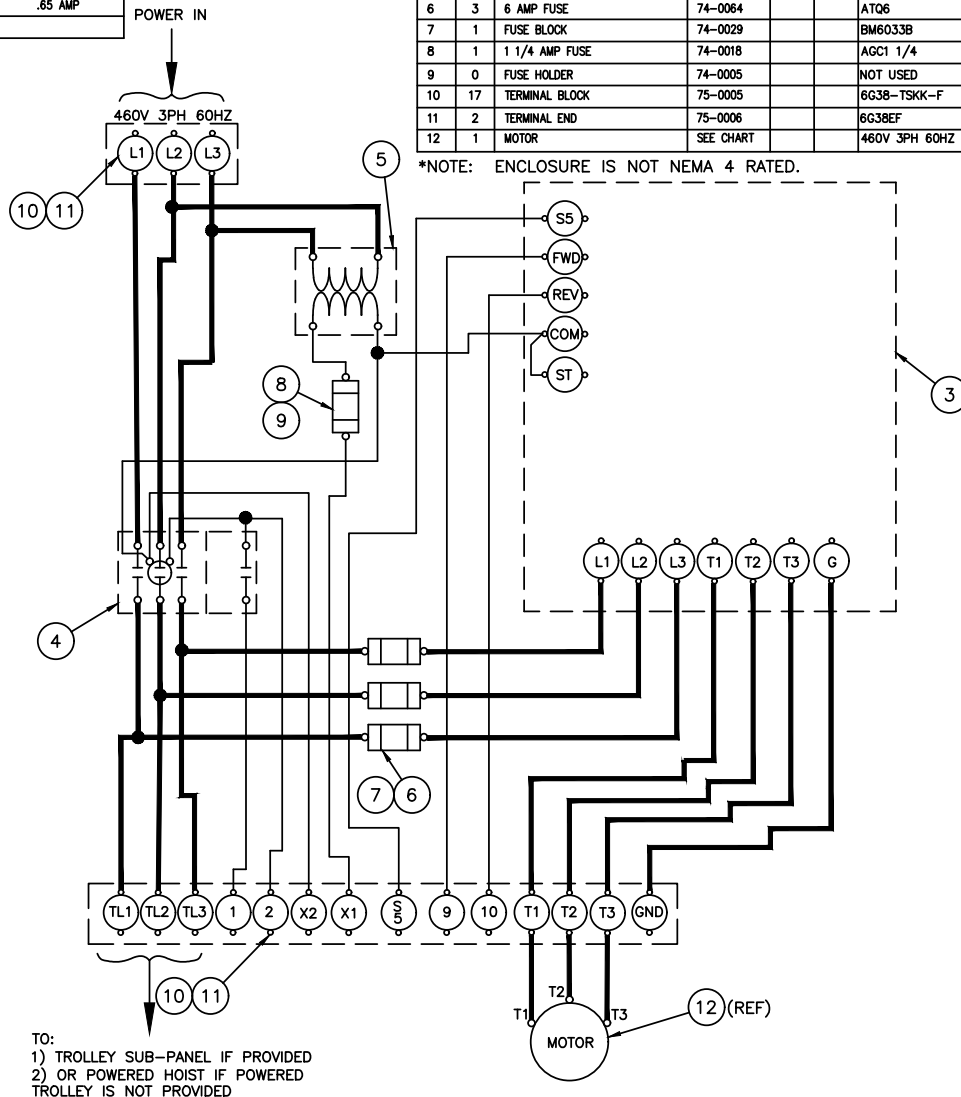 .65 AMP
POWER IN
6 3 6 AMP FUSE 74-0064 ATQ6
7 1 FUSE BLOCK 74-0029 BM6033B
8 1 1 1/4 AMP FUSE 74-0018 AGC1 1/4
9 0 FUSE HOLDER 74-0005 NOT USED
10 17 TERMINAL BLOCK 75-0005 6G38-TSKK-F
11 2 TERMINAL END 75-0006 6G38EF
12 1 MOTOR SEE CHART 460V 3PH 60HZ
*NOTE: ENCLOSURE IS NOT NEMA 4 RATED.
460V 3PH 60HZ
L1 L2 L3
5
10 11
S5
FWD
REV
COM
ST
8
9
3
4
L1 L2 L3 T1 T2 T3 G
7 6
TL1 TL2 TL3 1 2 X2 X1 S5 9 10 T1 T2 T3 GND
10 11
T1 T2 T3
12 (REF)
MOTOR
TO:
1) TROLLEY SUB-PANEL IF PROVIDED
2) OR POWERED HOIST IF POWERED
TROLLEY IS NOT PROVIDED